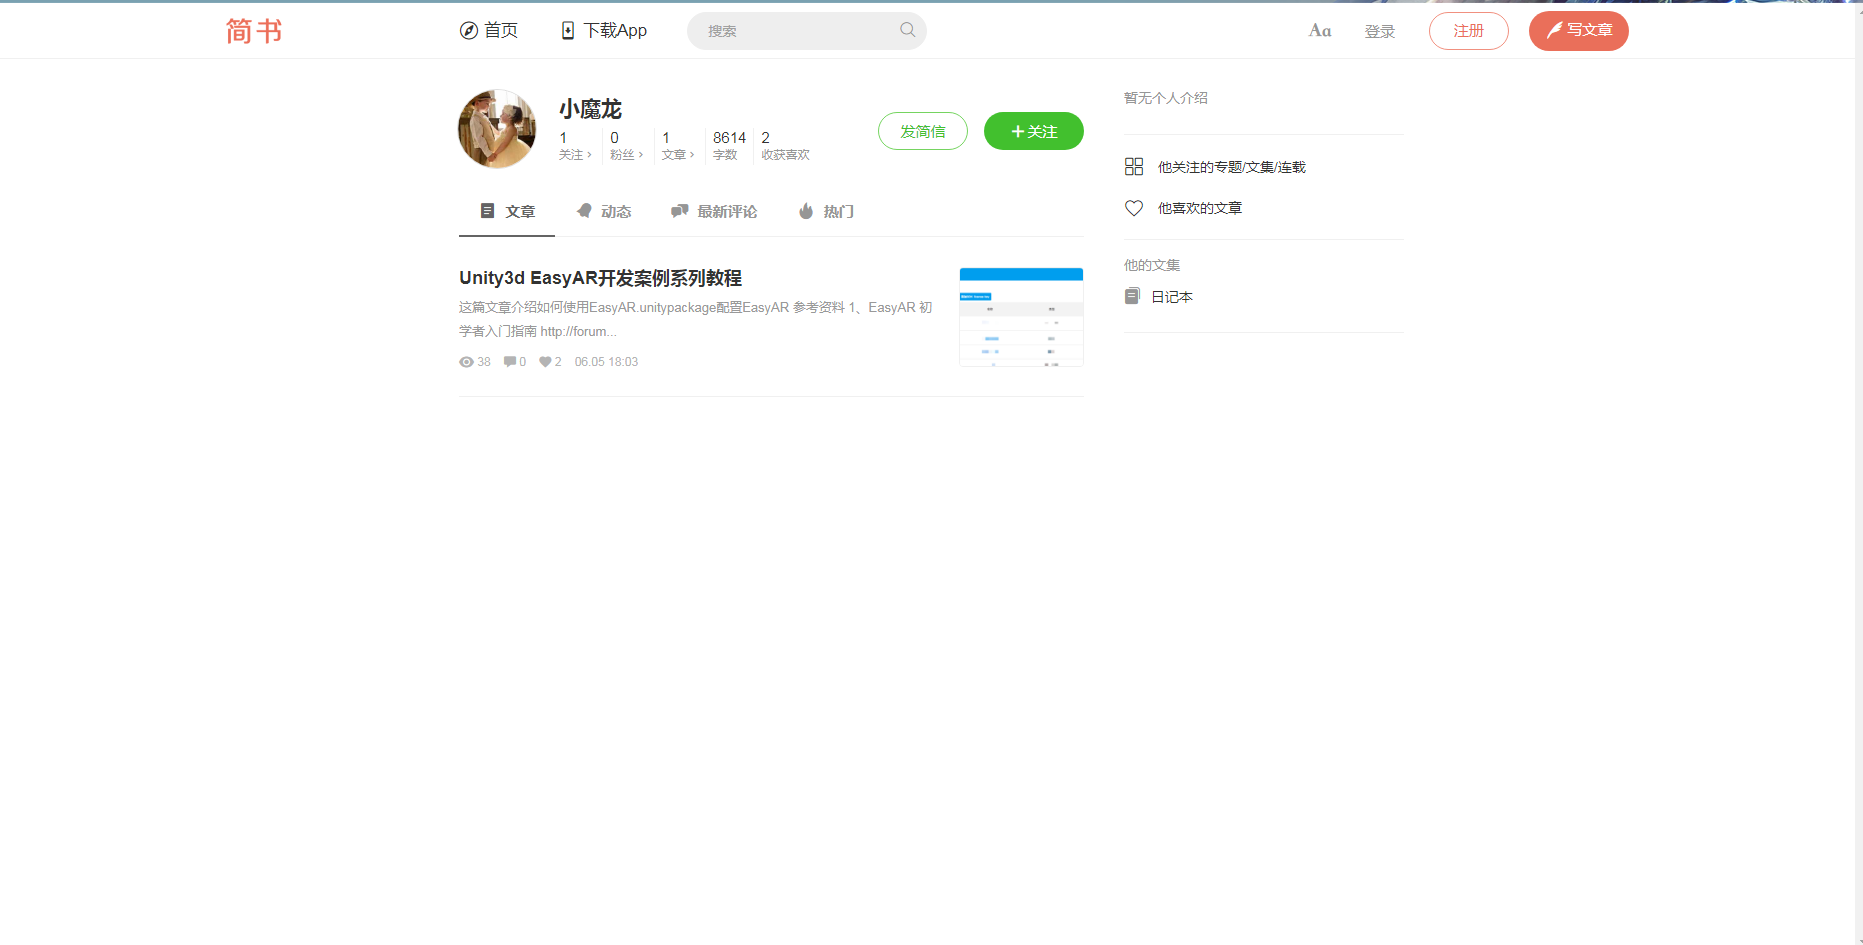 简书
首页
下载App
搜索
Aa
登录
注册
写文章
小魔龙
1 0 1 8614 2
关注 粉丝 文章 字数 收获喜欢
发简信
+关注
文章 动态 最新评论 热门
Unity3d EasyAR开发案例系列教程
这篇文章介绍如何使用EasyAR.unitypackage配置EasyAR 参考资料 1、EasyAR 初
学者入门指南 http://forum...
38 0 2 06.05 18:03
暂无个人介绍
他关注的专题/文集/连载
他喜欢的文章
他的文集
日记本